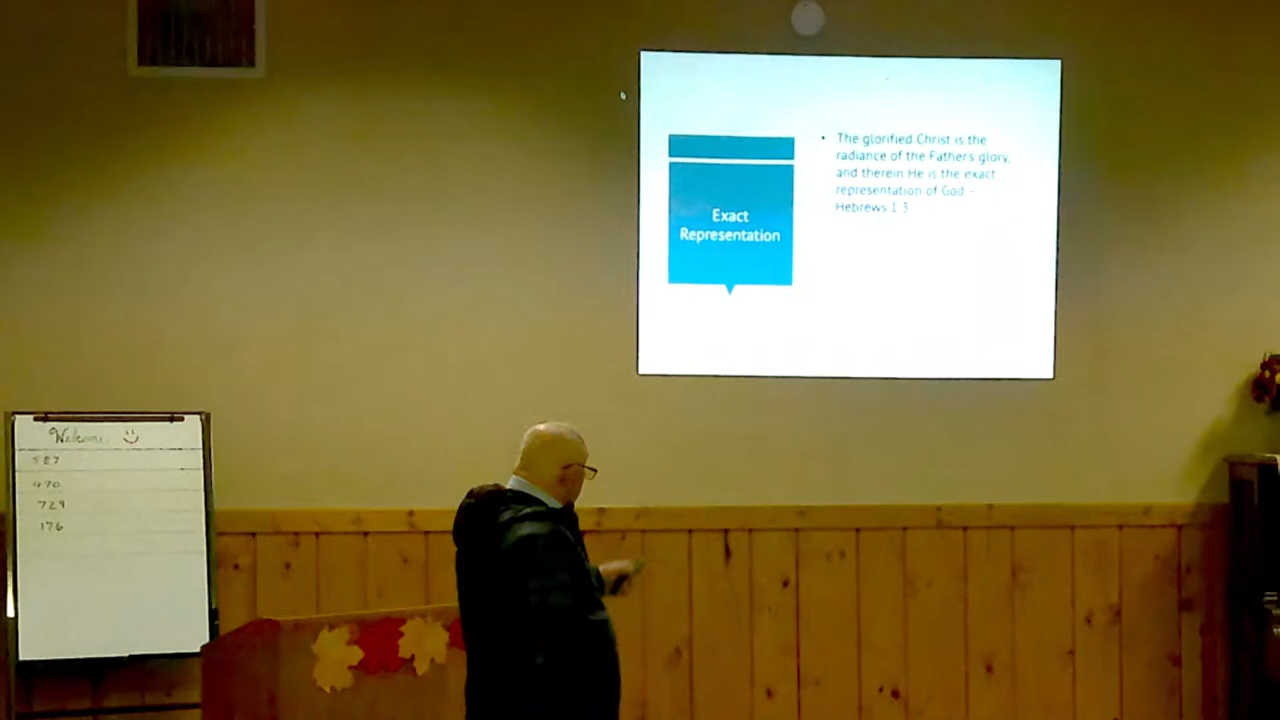 Exact
Representation
• The glorified Christ is the
radiance of the Fathers glory,
and therein He is the exact
representation of God –
Hebrews 1 3
Welcome
587
470
729
176